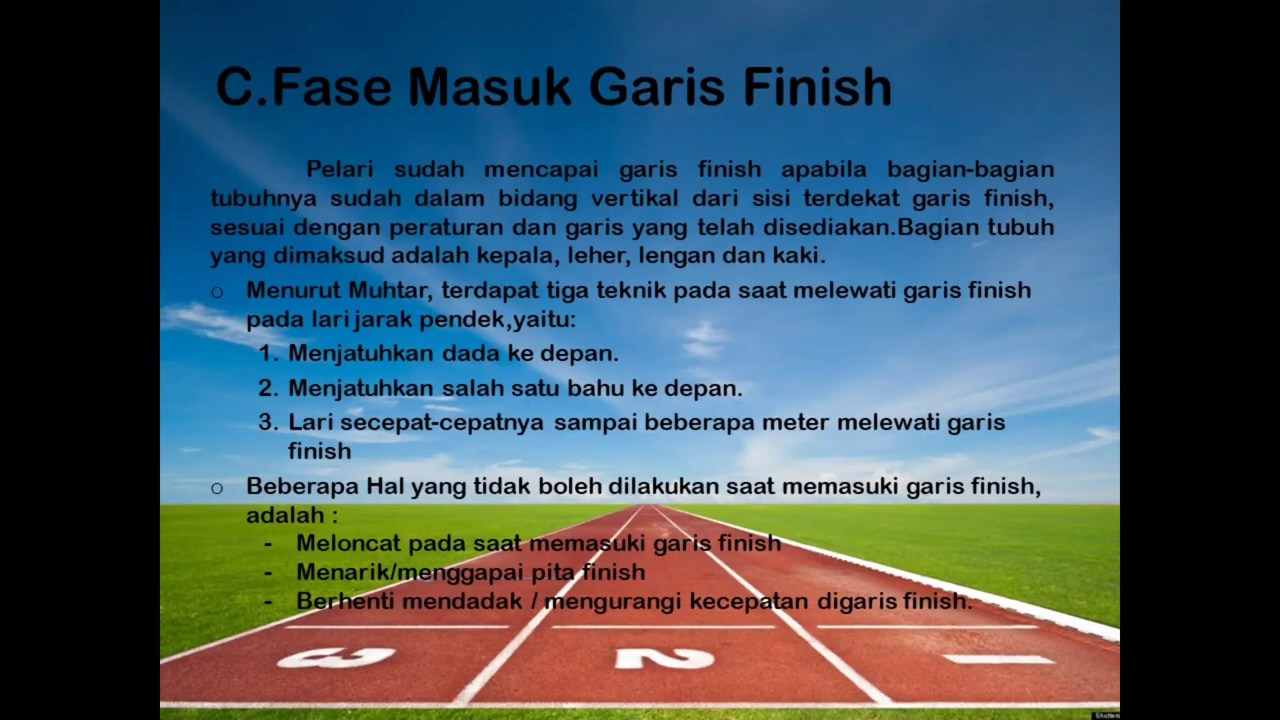 C.Fase Masuk Garis Finish
Pelari sudah mencapai garis finish apabila bagian-bagian
tubuhnya sudah dalam bidang vertikal dari sisi terdekat garis finish,
sesuai dengan peraturan dan garis yang telah disediakan.Bagian tubuh
yang dimaksud adalah kepala, leher, lengan dan kaki.
o Menurut Muhtar, terdapat tiga teknik pada saat melewati garis finish
pada lari jarak pendek,yaitu:
1. Menjatuhkan dada ke depan.
2. Menjatuhkan salah satu bahu ke depan.
3. Lari secepat-cepatnya sampai beberapa meter melewati garis
finish
o Beberapa Hal yang tidak boleh dilakukan saat memasuki garis finish,
adalah :
- Meloncat pada saat memasuki garis finish
- Menarik/menggapai pita finish
- Berhenti mendadak / mengurangi kecepatan digaris finish.
3 2 1